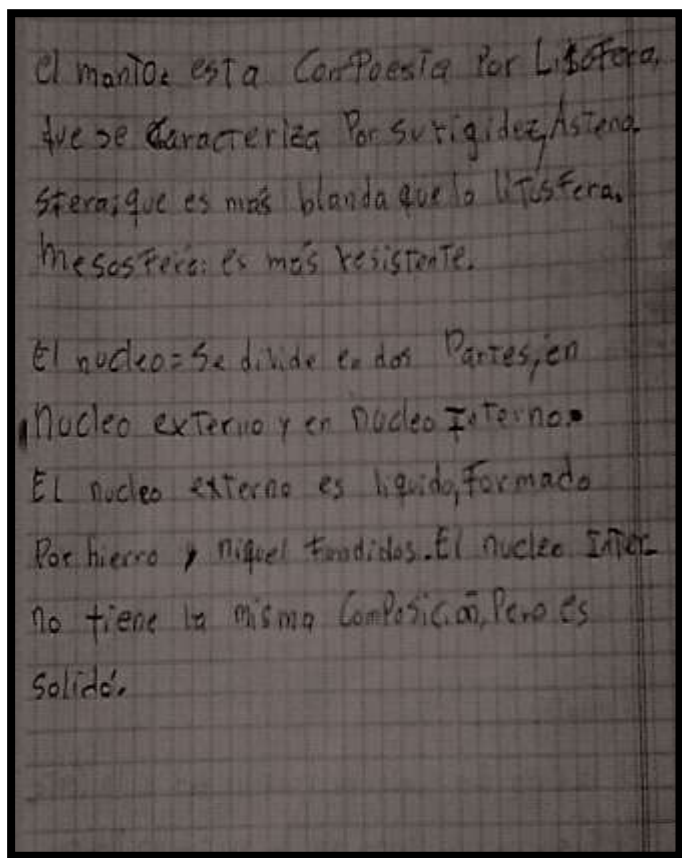 El manto: esta Compoesta Por Litosfera,
que se Caracteriza Por su rigidez, Asteno
sfera; que es más blanda que la litosfera.
Mesosfera: es más resistente.
El nucleo = Se divide en dos Partes, en
Nucleo externo y en nucleo Interno.
EL nucleo externo es liquido, Formado
Por hierro y niquel fundidos. El nucleo Inter-
no tiene la misma Composición, Pero es
Solido.